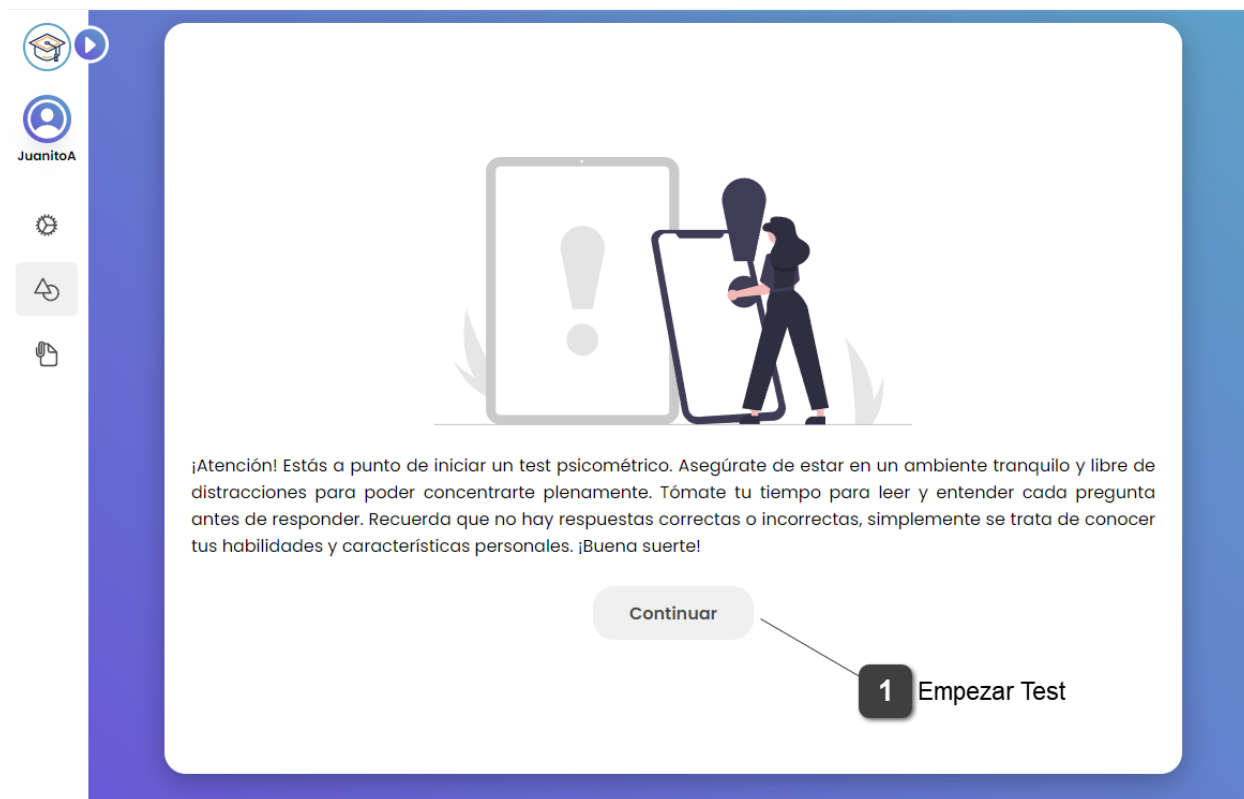 JuanitoA
¡Atención! Estás a punto de iniciar un test psicométrico. Asegúrate de estar en un ambiente tranquilo y libre de
distracciones para poder concentrarte plenamente. Tómate tu tiempo para leer y entender cada pregunta
antes de responder. Recuerda que no hay respuestas correctas o incorrectas, simplemente se trata de conocer
tus habilidades y características personales. ¡Buena suerte!
Continuar
1 Empezar Test